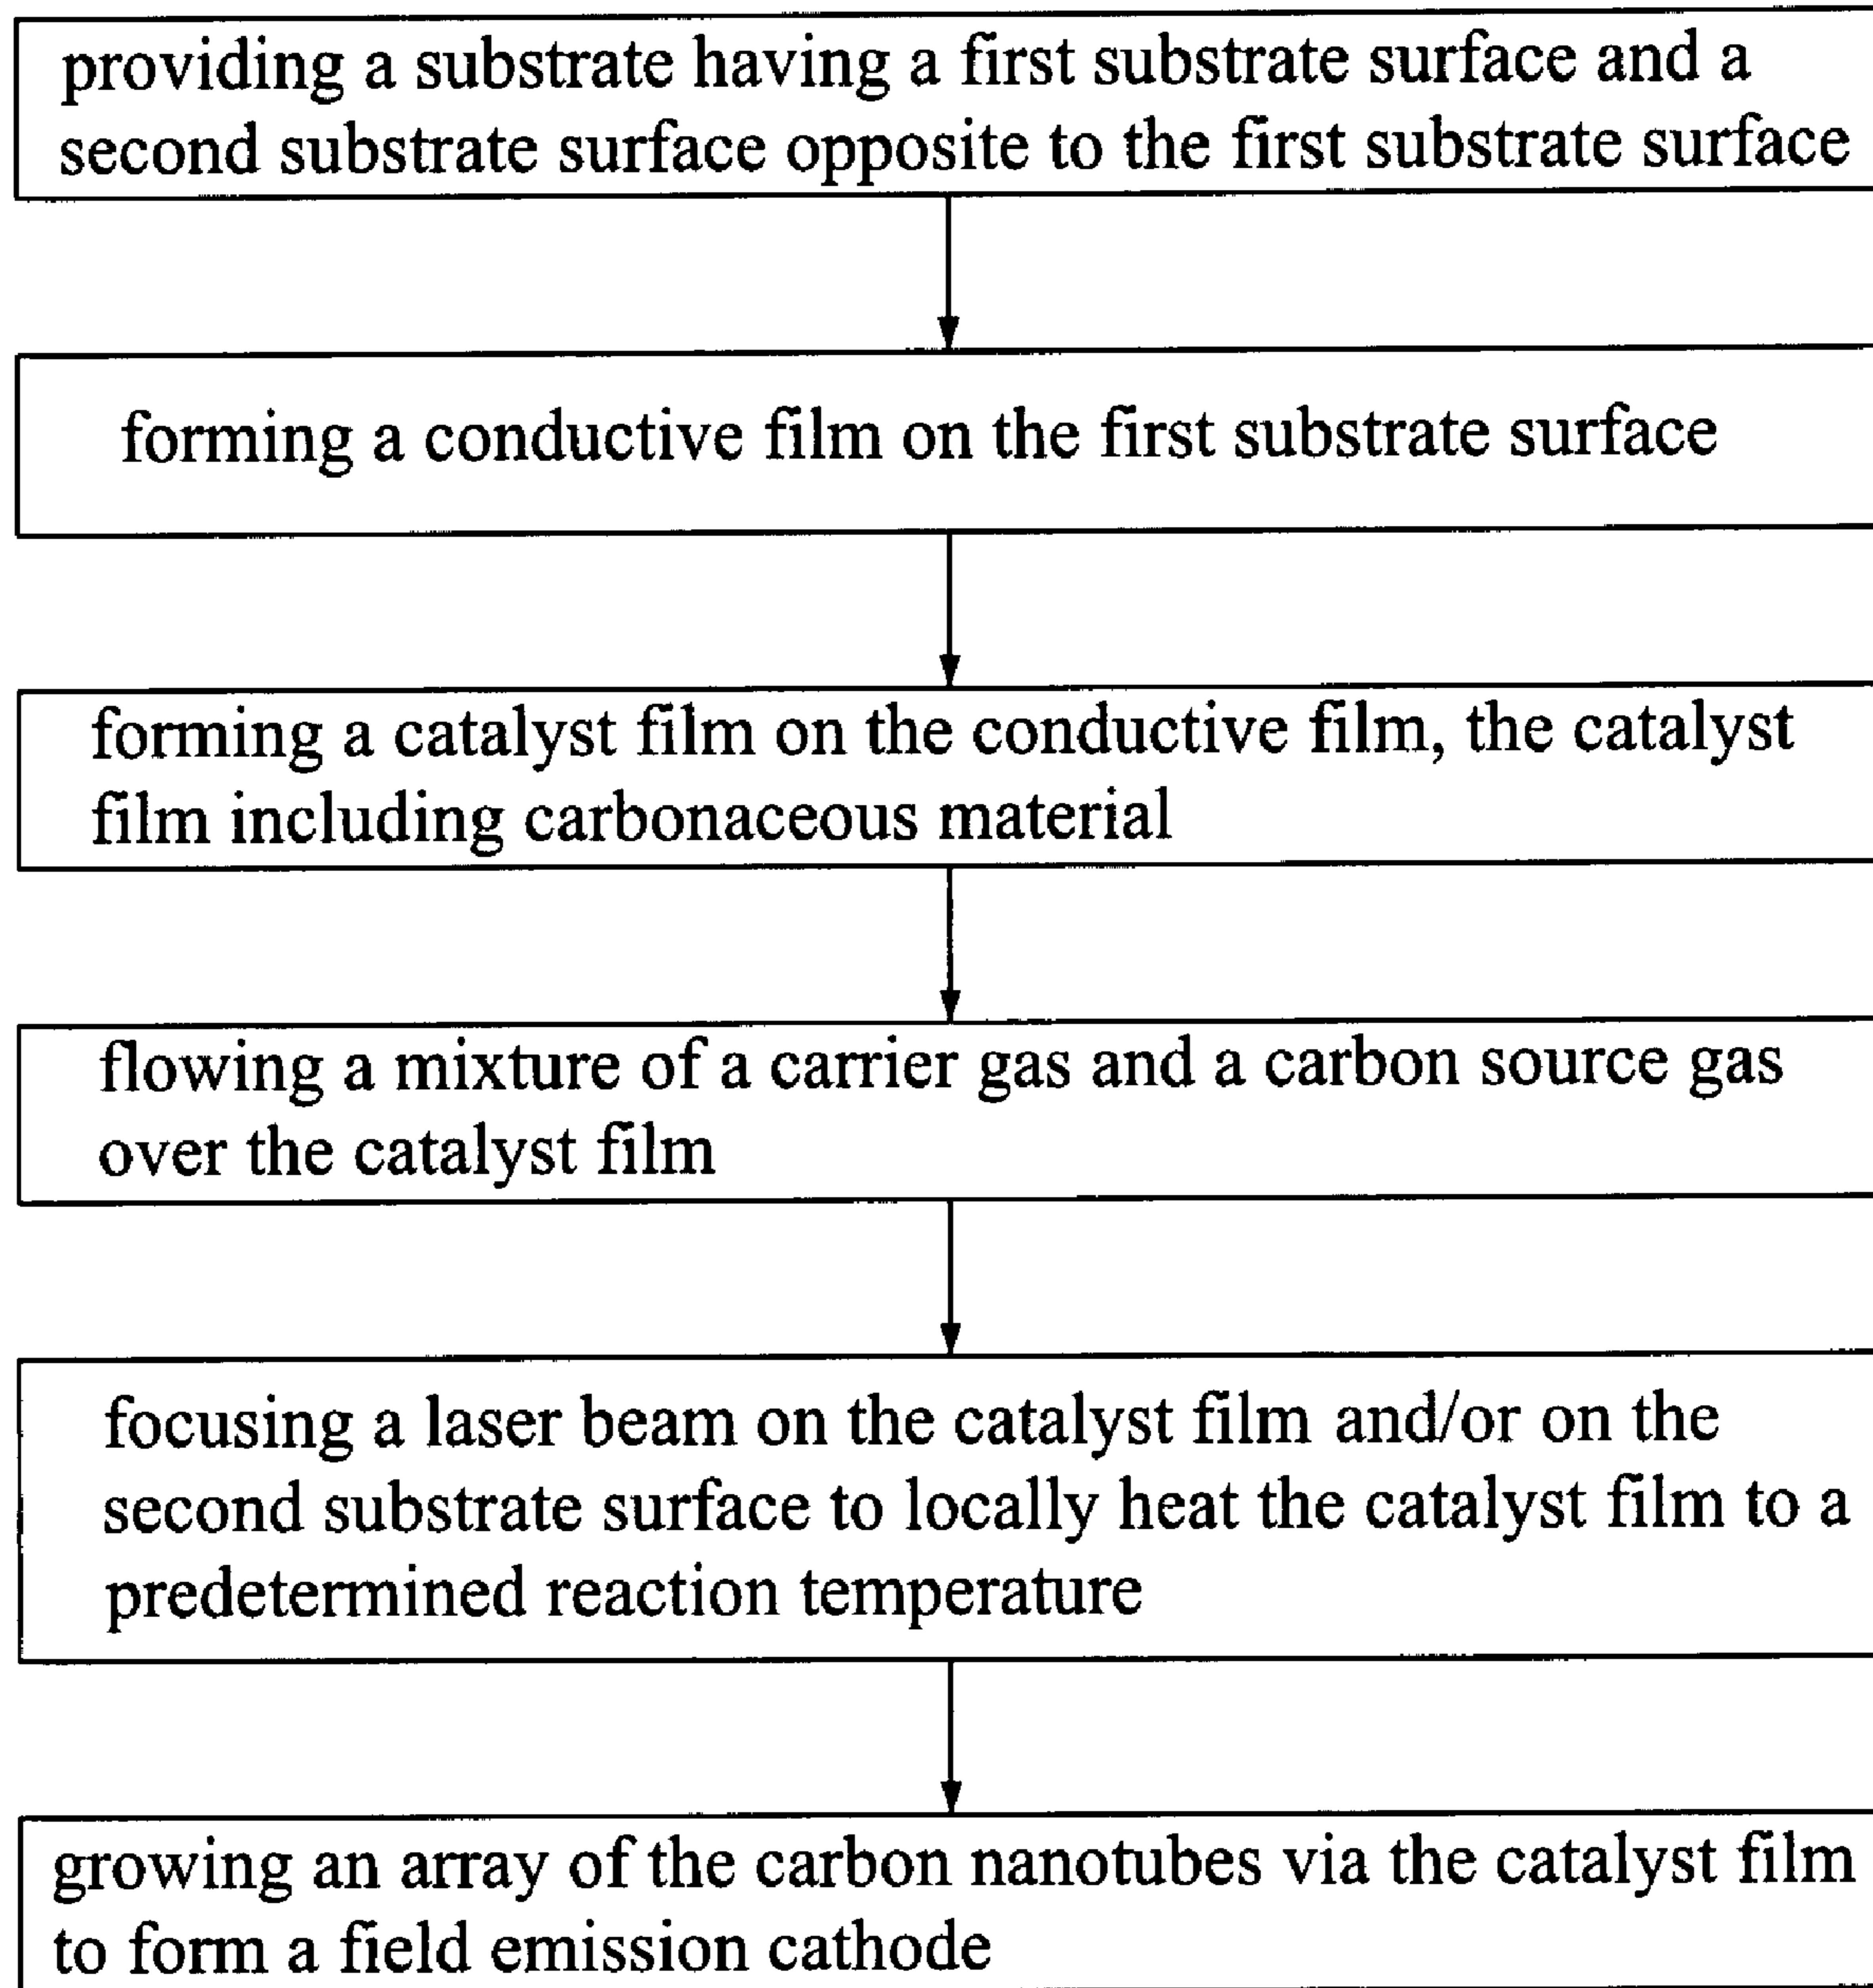 providing a substrate having a first substrate surface and a
second substrate surface opposite to the first substrate surface
forming a conductive film on the first substrate surface
forming a catalyst film on the conductive film, the catalyst
film including carbonaceous material
flowing a mixture of a carrier gas and a carbon source gas
over the catalyst film
focusing a laser beam on the catalyst film and/or on the
second substrate surface to locally heat the catalyst film to a
predetermined reaction temperature
growing an array of the carbon nanotubes via the catalyst film
to form a field emission cathode